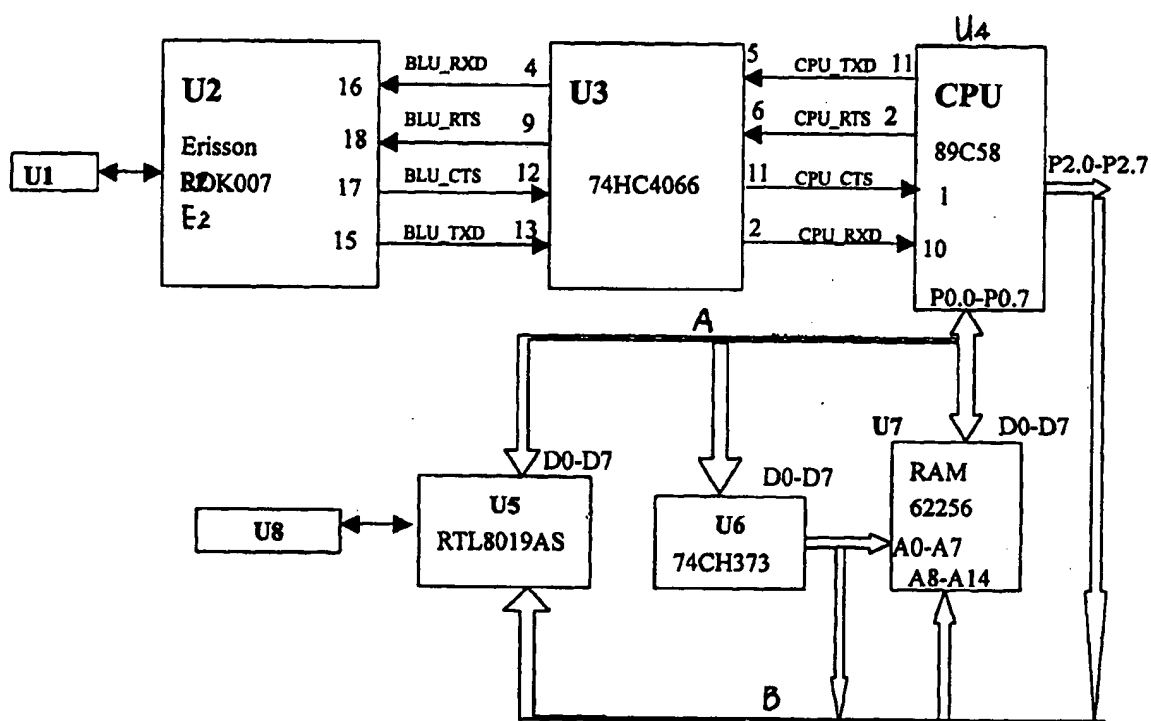 U4
U2
Erisson
E2
16
18
17
15
BLU_RXD
BLU_RTS
BLU_CTS
BLU_TXD
4
9
12
13
U3
74HC4066
5
6
11
2
CPU_TXD
CPU_RTS
CPU_CTS
CPU_RXD
11
2
1
10
CPU
89C58
P0.0-P0.7
P2.0-P2.7
U1
A
D0-D7
U5
RTL8019AS
U8
D0-D7
U6
74CH373
U7
D0-D7
RAM
62256
A0-A7
A8-A14
B